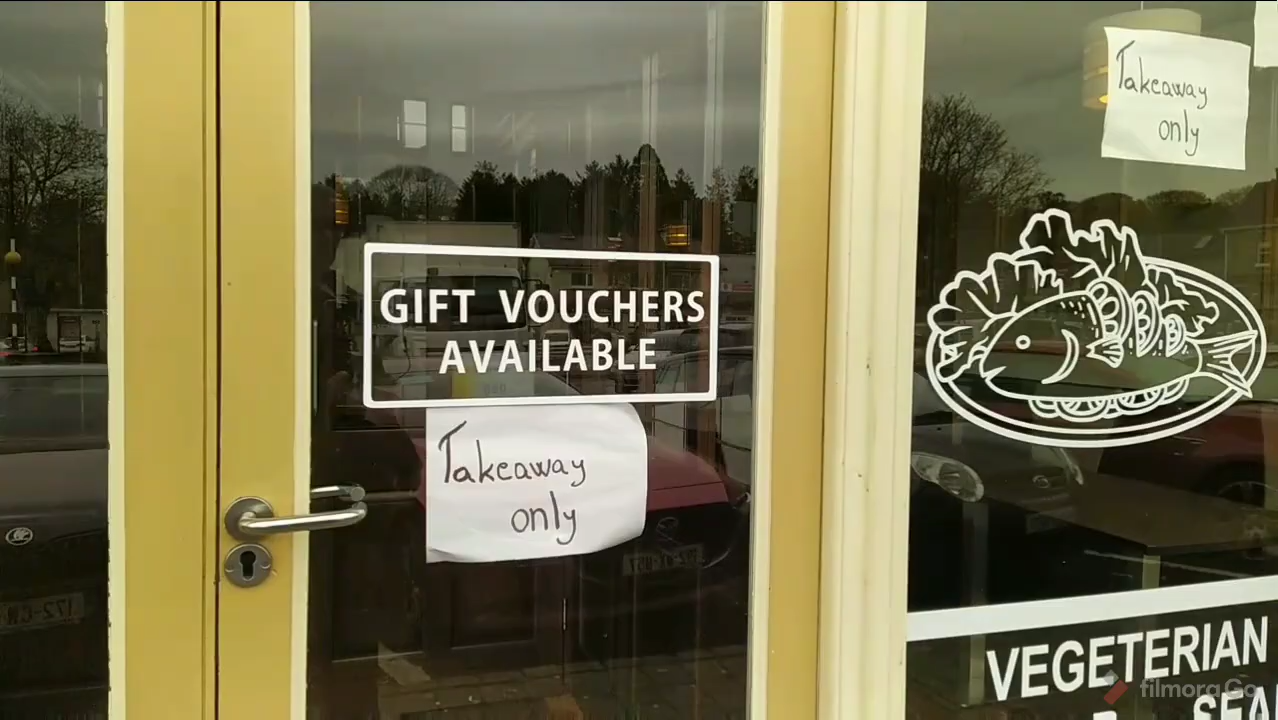 GIFT VOUCHERS
AVAILABLE
Takeaway
only
Takeaway
only
VEGETERIAN
filmoraGo